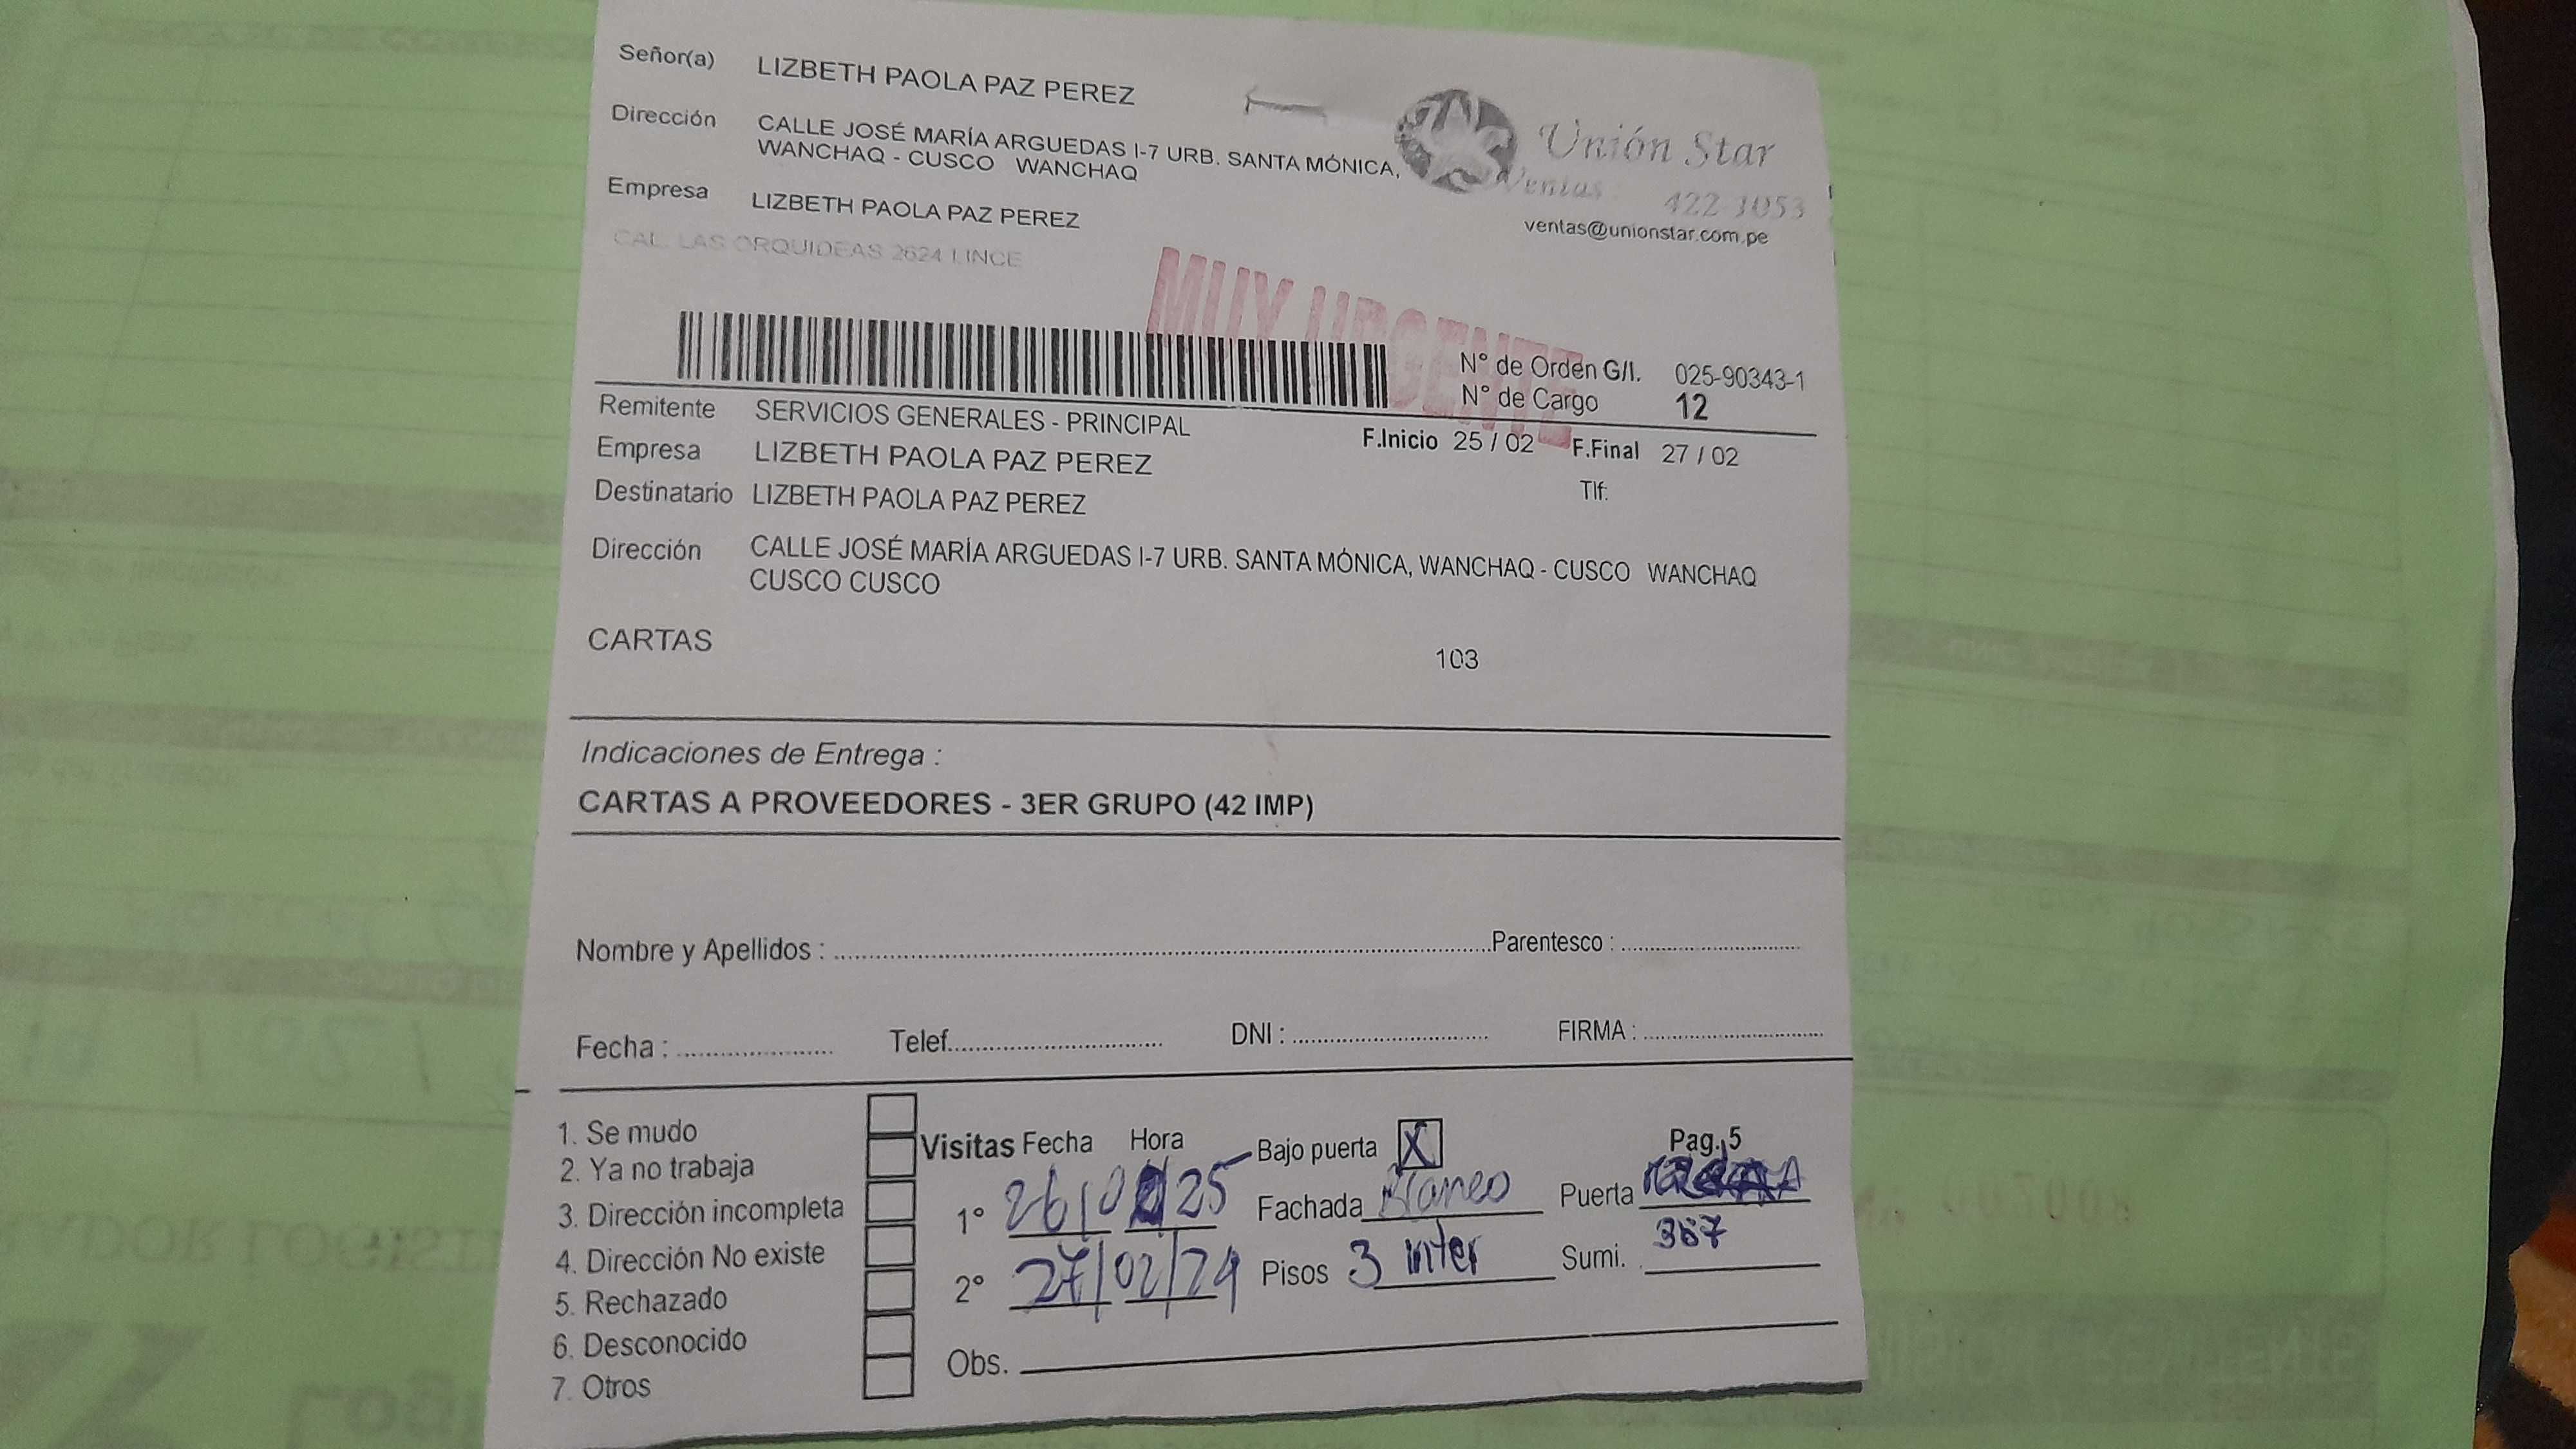 Señor(a) LIZBETH PAOLA PAZ PEREZ
Dirección CALLE JOSÉ MARÍA ARGUEDAS I-7 URB. SANTA MÓNICA,
WANCHAQ - CUSCO WANCHAQ
Unión Star
Ventas 422-1053
ventas@unionstar.com.pe
Empresa LIZBETH PAOLA PAZ PEREZ
CAL. LAS ORQUIDEAS 2624 LINCE
MUY URGENTE
N° de Orden G/I. 025-90343-1
N° de Cargo 12
Remitente SERVICIOS GENERALES - PRINCIPAL
F.Inicio 25 / 02 F.Final 27 / 02
Empresa LIZBETH PAOLA PAZ PEREZ
Destinatario LIZBETH PAOLA PAZ PEREZ
Tlf:
Dirección CALLE JOSÉ MARÍA ARGUEDAS I-7 URB. SANTA MÓNICA, WANCHAQ - CUSCO WANCHAQ
CUSCO CUSCO
CARTAS 103
Indicaciones de Entrega :
CARTAS A PROVEEDORES - 3ER GRUPO (42 IMP)
Nombre y Apellidos : Parentesco :
Fecha : Telef. DNI : FIRMA :
1. Se mudo
2. Ya no trabaja
3. Dirección incompleta
4. Dirección No existe
5. Rechazado
6. Desconocido
7. Otros
Visitas Fecha Hora Bajo puerta X Pag. 5
1° 26/02/25 Fachada Blanco Puerta
2° 27/02/24 Pisos 3 inter Sumi. 367
Obs.